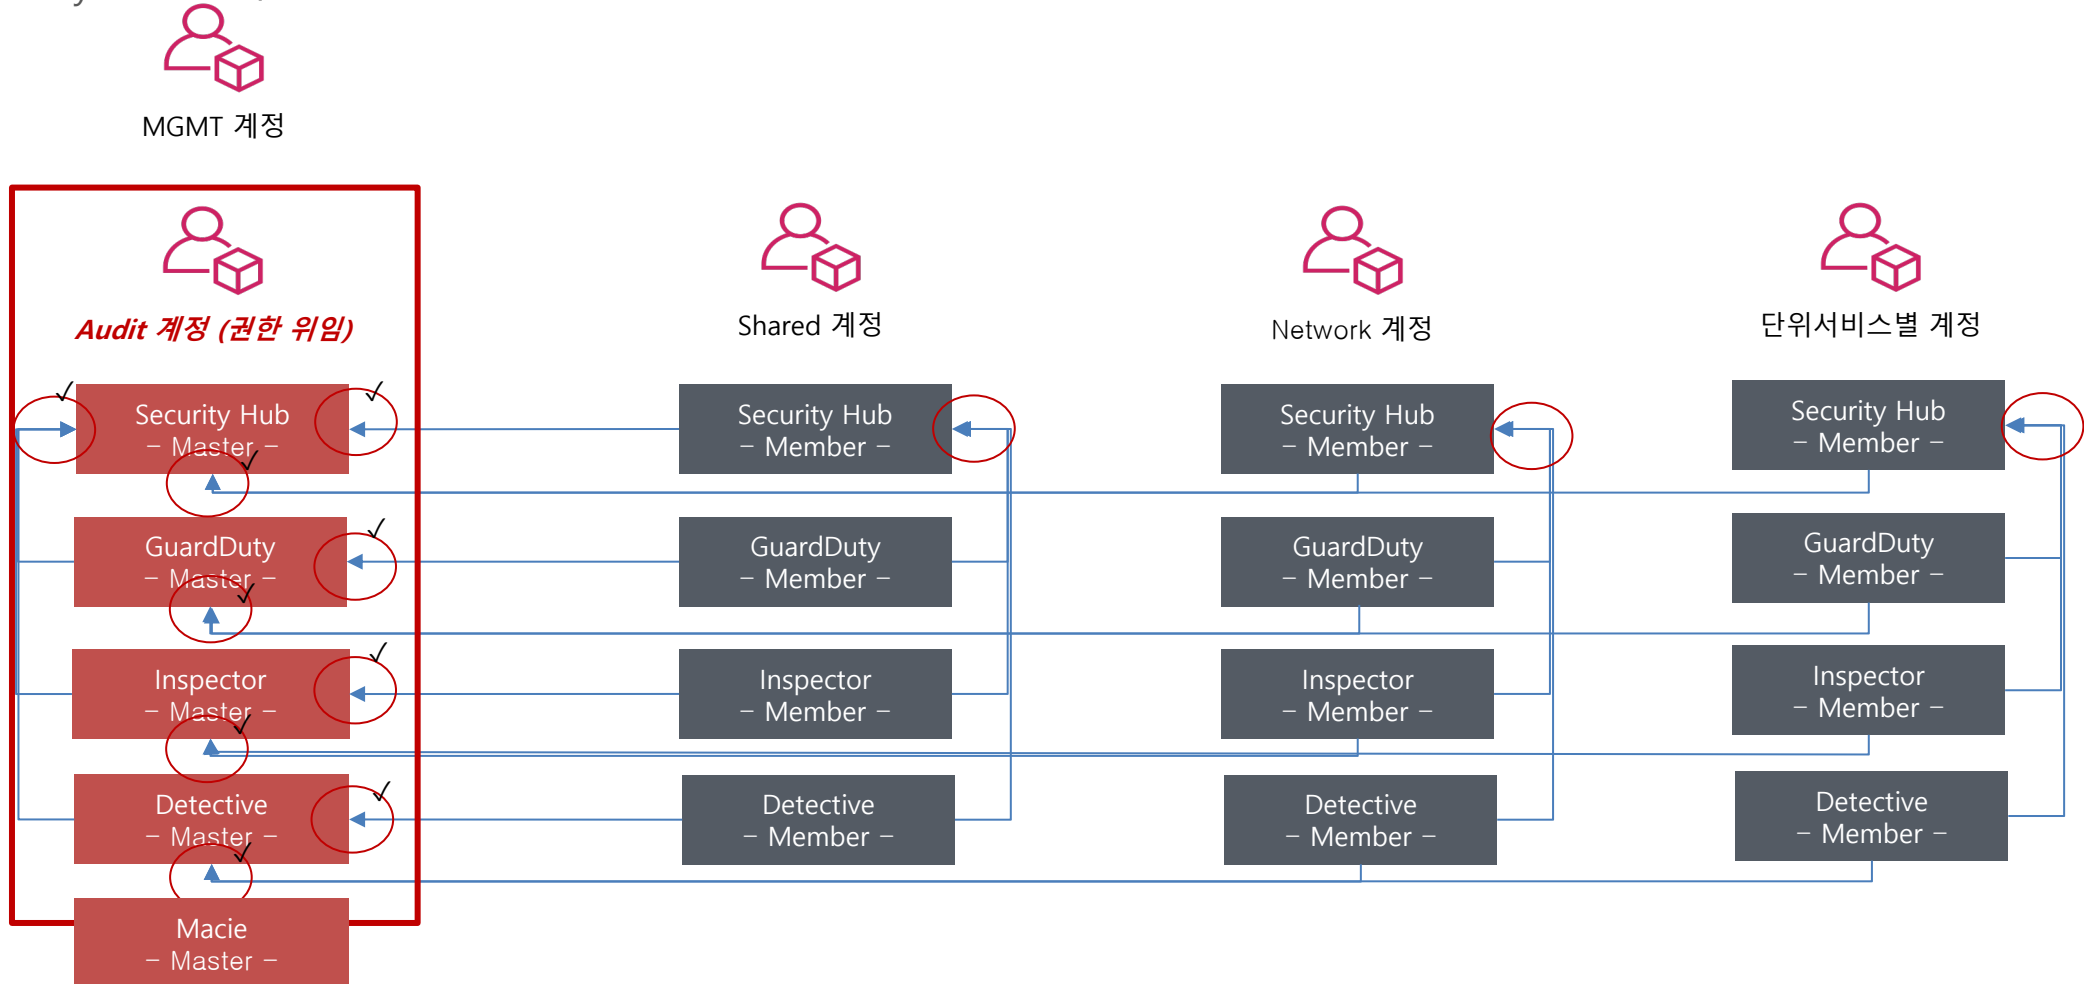 MGMT 계정
Audit 계정 (권한 위임)
Shared 계정
Network 계정
단위서비스별 계정
Security Hub
- Master -
Security Hub
- Member -
Security Hub
- Member -
Security Hub
- Member -
GuardDuty
- Master -
GuardDuty
- Member -
GuardDuty
- Member -
GuardDuty
- Member -
Inspector
- Master -
Inspector
- Member -
Inspector
- Member -
Inspector
- Member -
Detective
- Master -
Detective
- Member -
Detective
- Member -
Detective
- Member -
Macie
- Master -